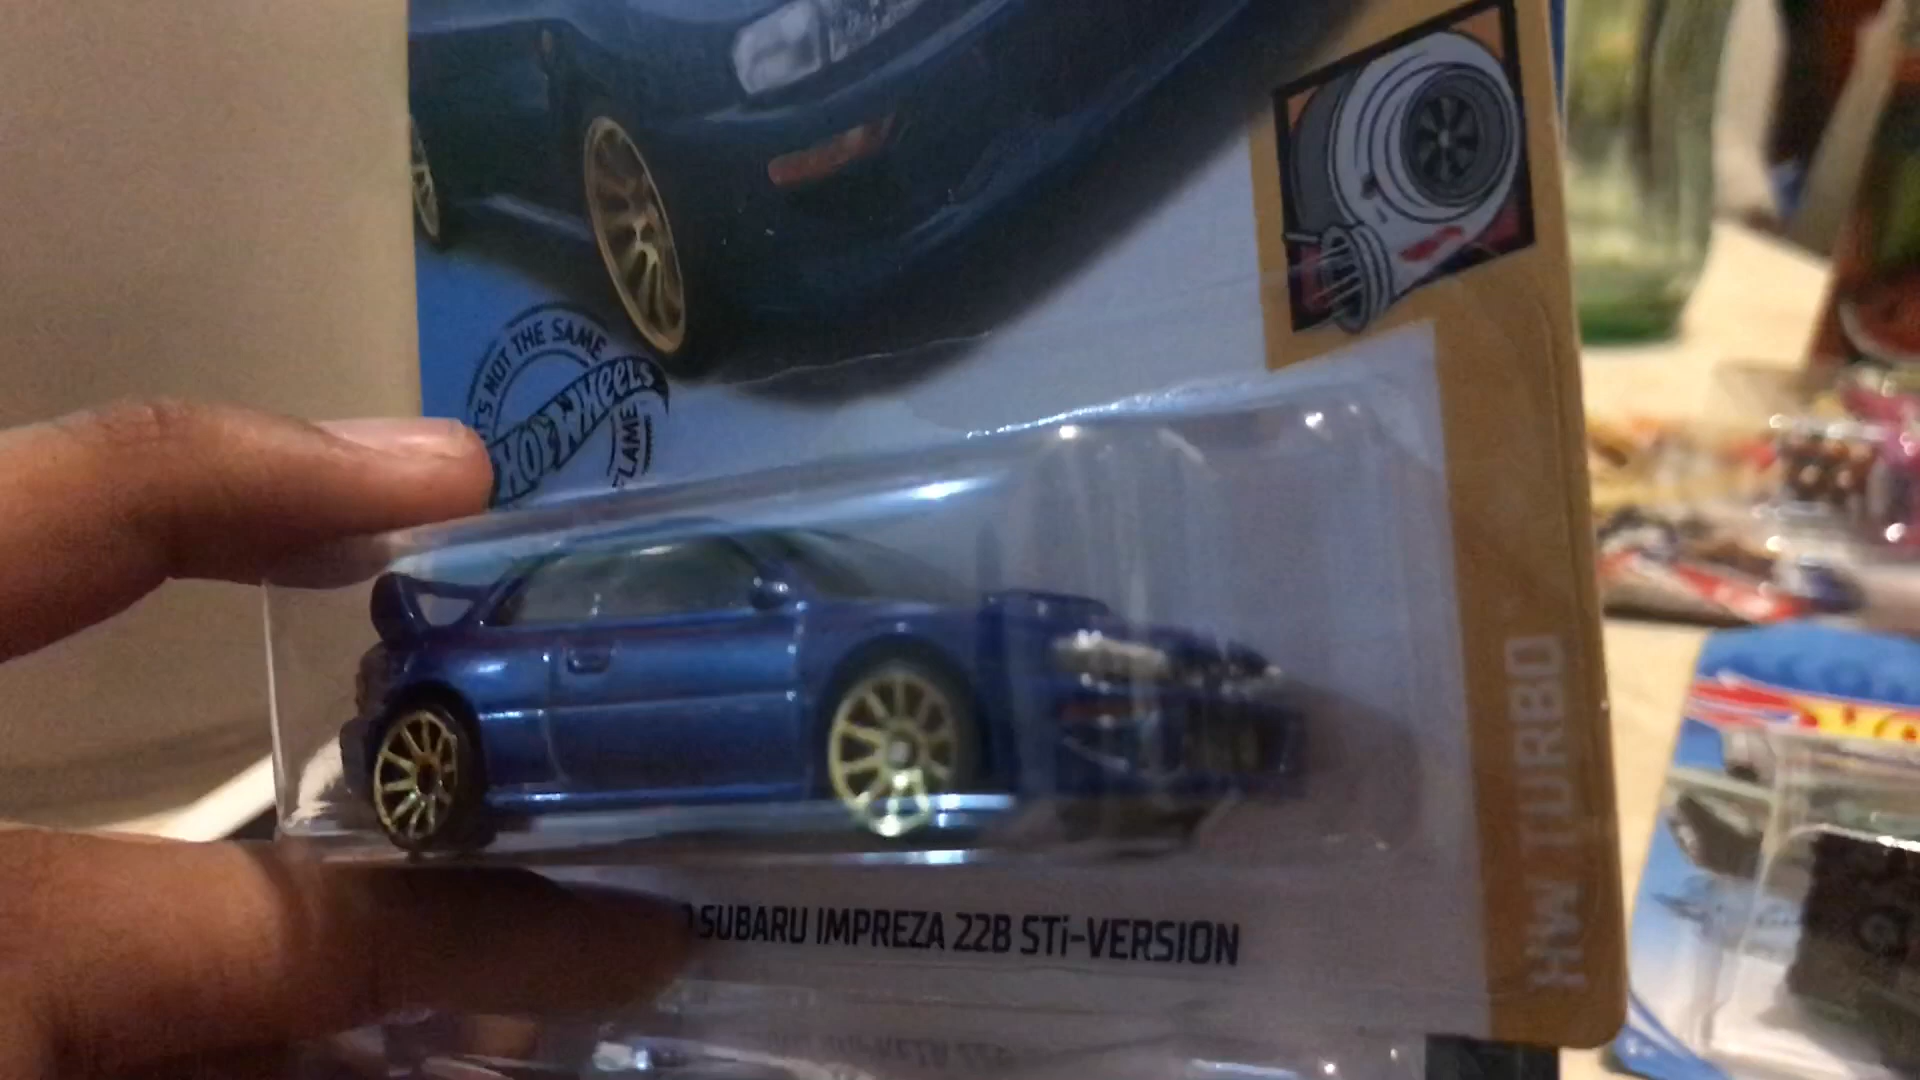 IT'S NOT THE SAME
HOT WHEELS
FLAME
SUBARU IMPREZA 22B STi-VERSION
HW TURBO